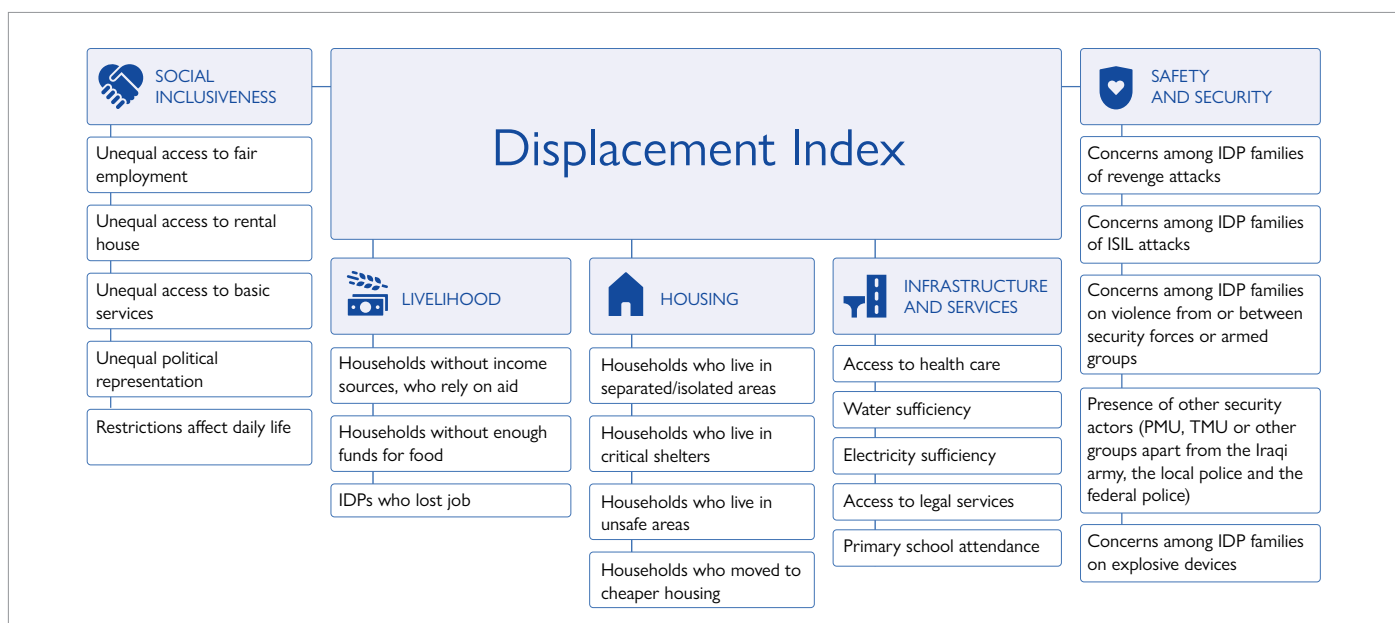 SOCIAL
INCLUSIVENESS
Unequal access to fair
employment
Unequal access to rental
house
Unequal access to basic
services
Unequal political
representation
Restrictions affect daily life
Displacement Index
LIVELIHOOD
Households without income
sources, who rely on aid
Households without enough
funds for food
IDPs who lost job
HOUSING
Households who live in
separated/isolated areas
Households who live in
critical shelters
Households who live in
unsafe areas
Households who moved to
cheaper housing
INFRASTRUCTURE
AND SERVICES
Access to health care
Water sufficiency
Electricity sufficiency
Access to legal services
Primary school attendance
SAFETY
AND SECURITY
Concerns among IDP families
of revenge attacks
Concerns among IDP families
of ISIL attacks
Concerns among IDP families
on violence from or between
security forces or armed
groups
Presence of other security
actors (PMU, TMU or other
groups apart from the Iraqi
army, the local police and the
federal police)
Concerns among IDP families
on explosive devices